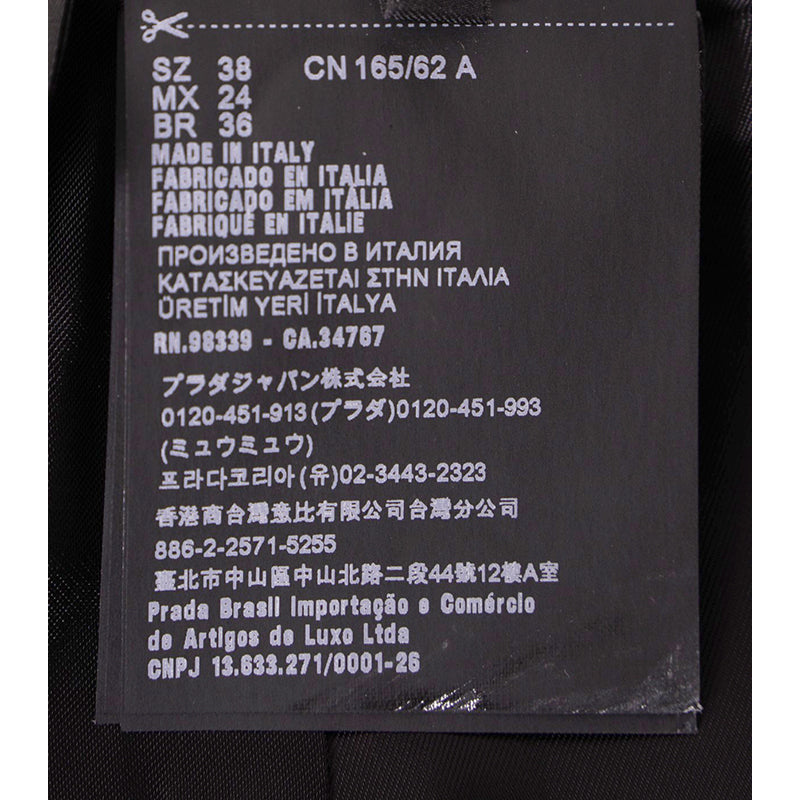 SZ 38 CN 165/62 A
MX 24
BR 36
MADE IN ITALY
FABRICADO EN ITALIA
FABRICADO EM ITÁLIA
FABRIQUÉ EN ITALIE
ПРОИЗВЕДЕНО В ИТАЛИЯ
ΚΑΤΑΣΚΕΥΑΖΕΤΑΙ ΣΤΗΝ ΙΤΑΛΙΑ
ÜRETİM YERİ İTALYA
RN.98339 - CA.34767
プラダジャパン株式会社
0120-451-913(プラダ)0120-451-993
(ミュウミュウ)
프라다코리아(유)02-3443-2323
香港商台灣意比有限公司台灣分公司
886-2-2571-5255
臺北市中山區中山北路二段44號12樓A室
Prada Brasil Importação e Comércio
de Artigos de Luxo Ltda
CNPJ 13.633.271/0001-26